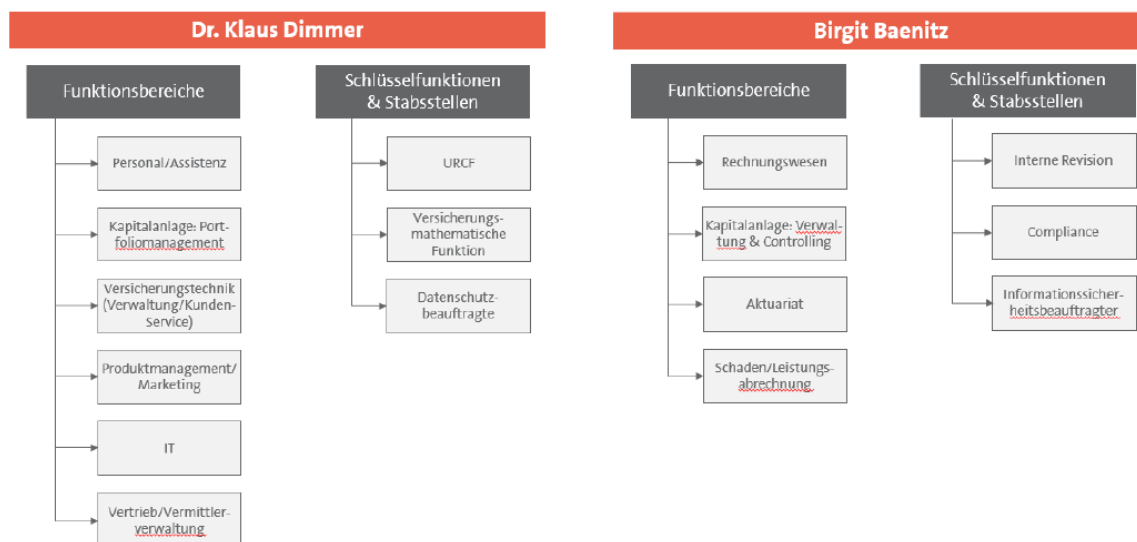 Dr. Klaus Dimmer
Funktionsbereiche
Personal/Assistenz
Kapitalanlage: Port-
foliomanagement
Versicherungstechnik
(Verwaltung/Kunden-
Service)
Produktmanagement/
Marketing
IT
Vertrieb/Vermittler-
verwaltung
Schlüsselfunktionen
& Stabsstellen
URCF
Versicherungs-
mathematische
Funktion
Datenschutz-
beauftragte
Birgit Baenitz
Funktionsbereiche
Rechnungswesen
Kapitalanlage: Verwal-
tung & Controlling
Aktuariat
Schaden/Leistungs-
abrechnung
Schlüsselfunktionen
& Stabsstellen
Interne Revision
Compliance
Informationssicher-
heitsbeauftragter